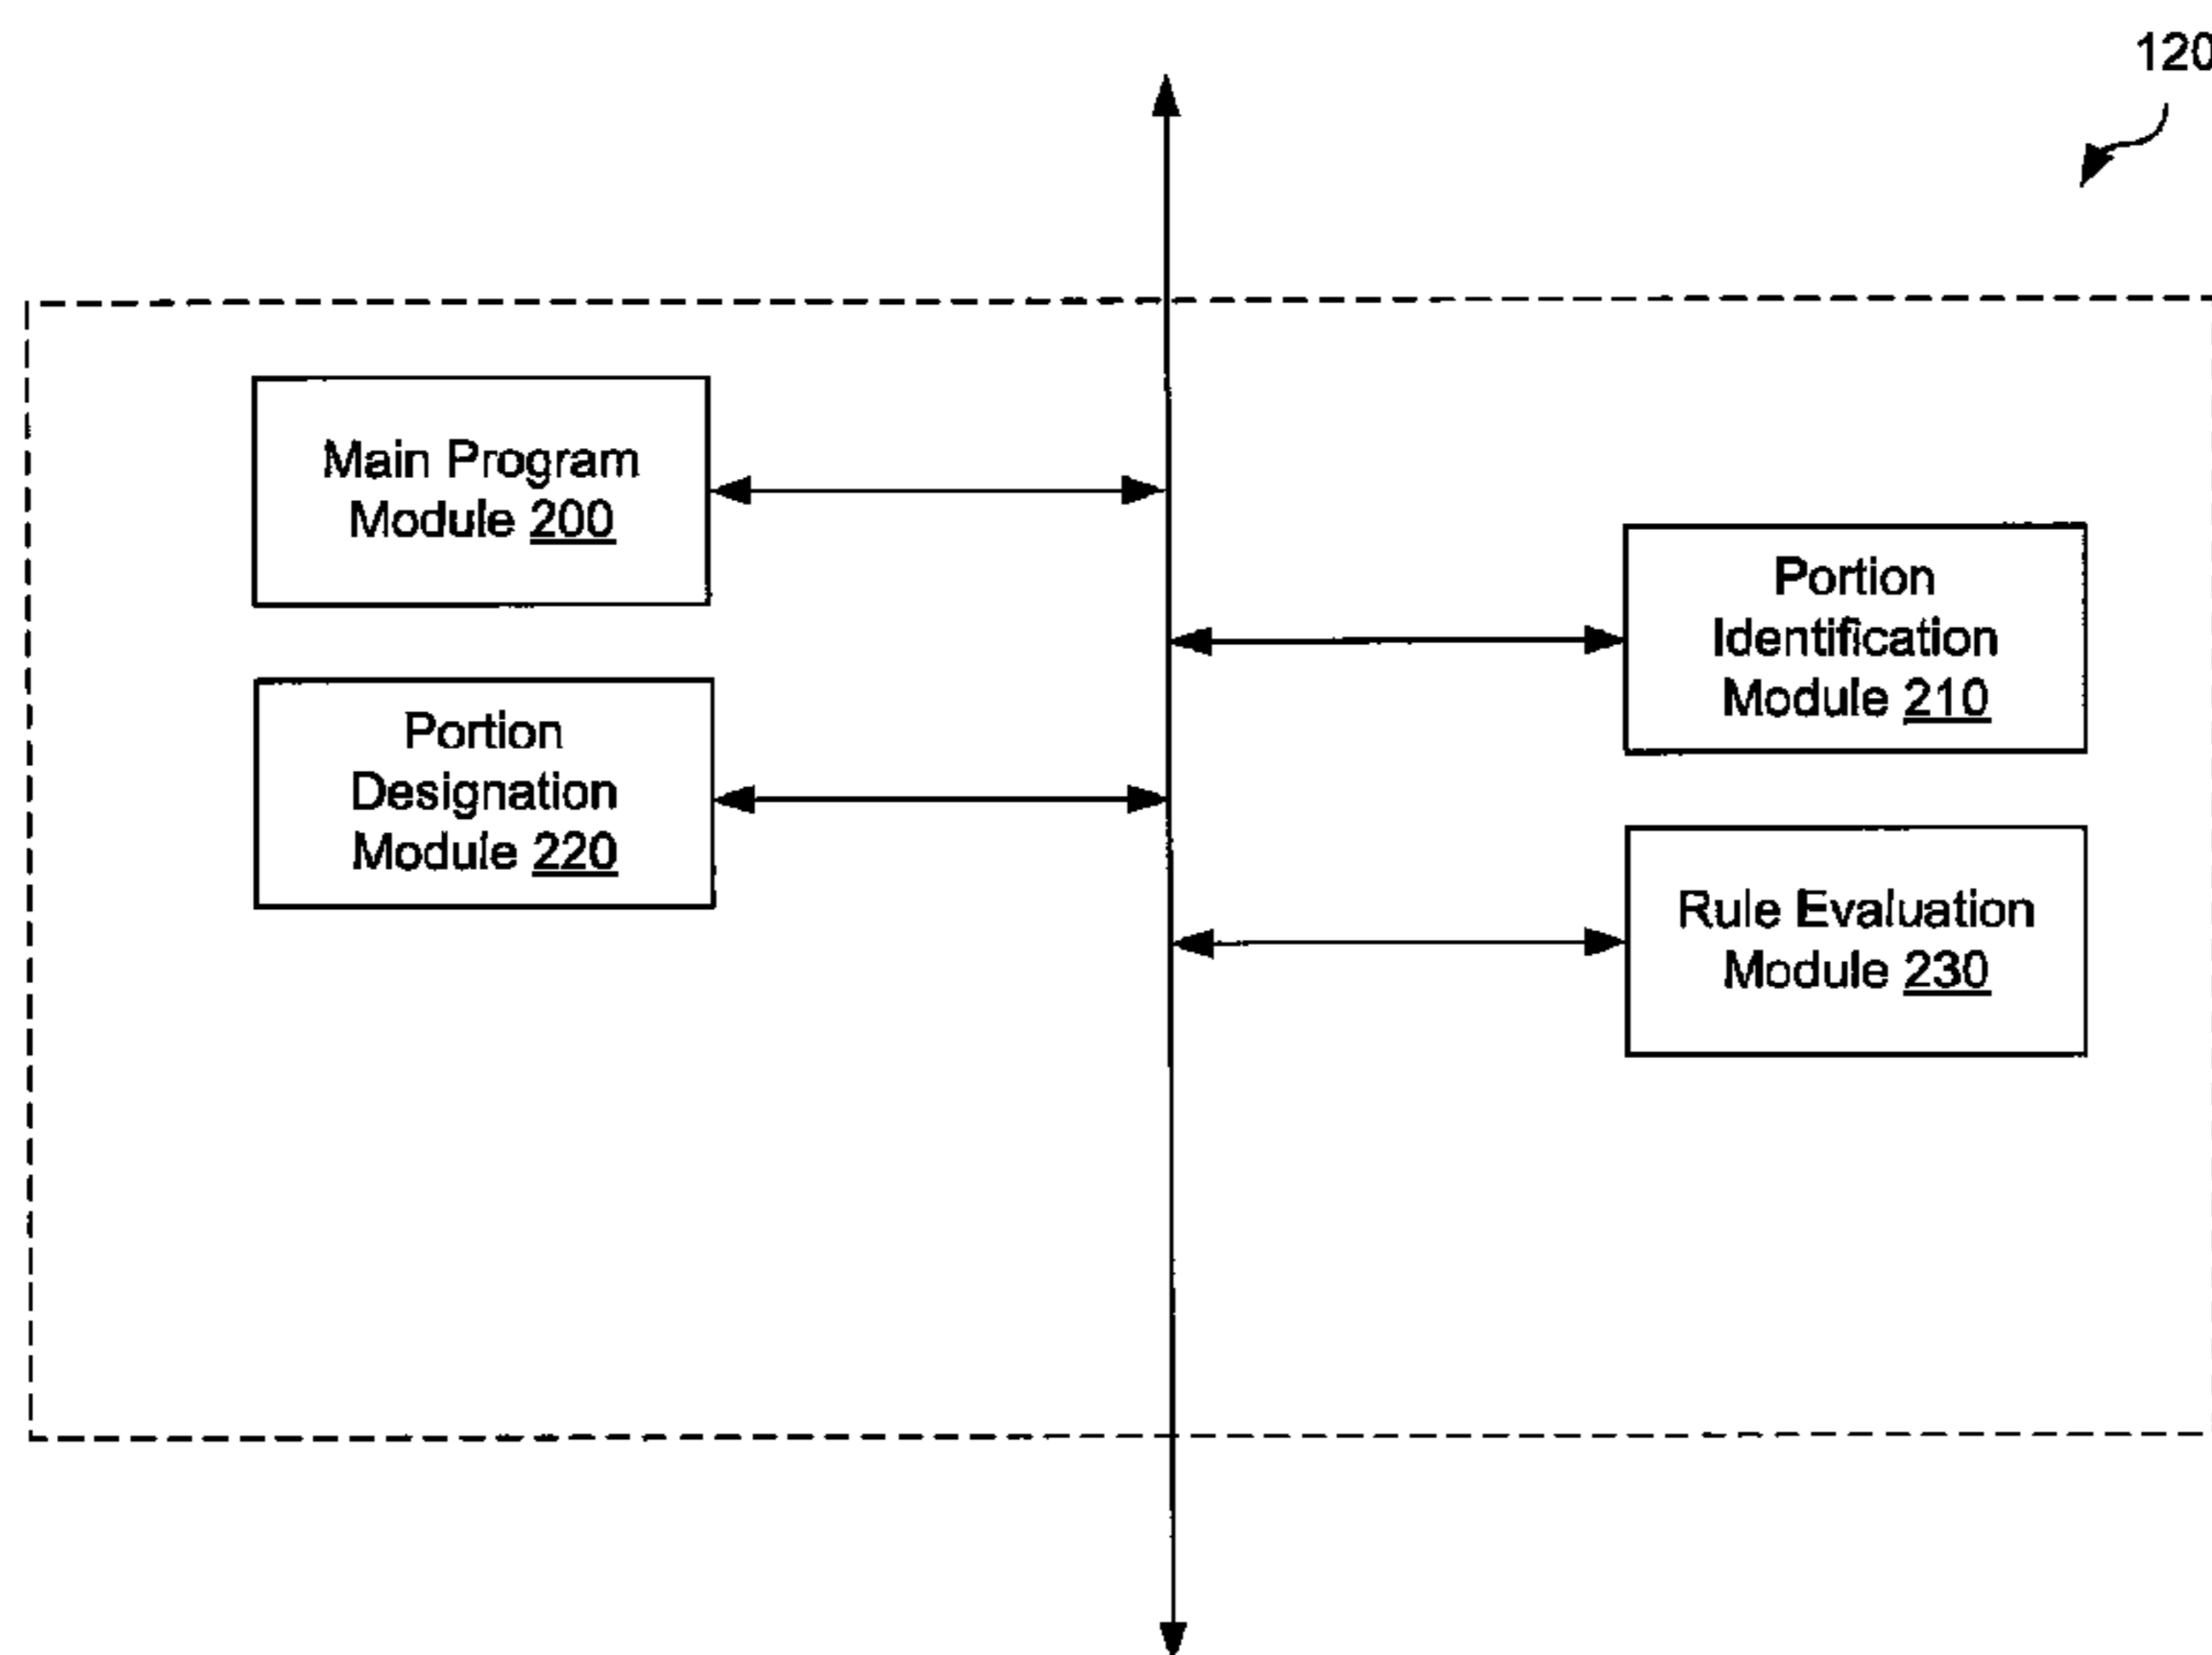 120
Main Program
Module 200
Portion
Identification
Module 210
Portion
Designation
Module 220
Rule Evaluation
Module 230